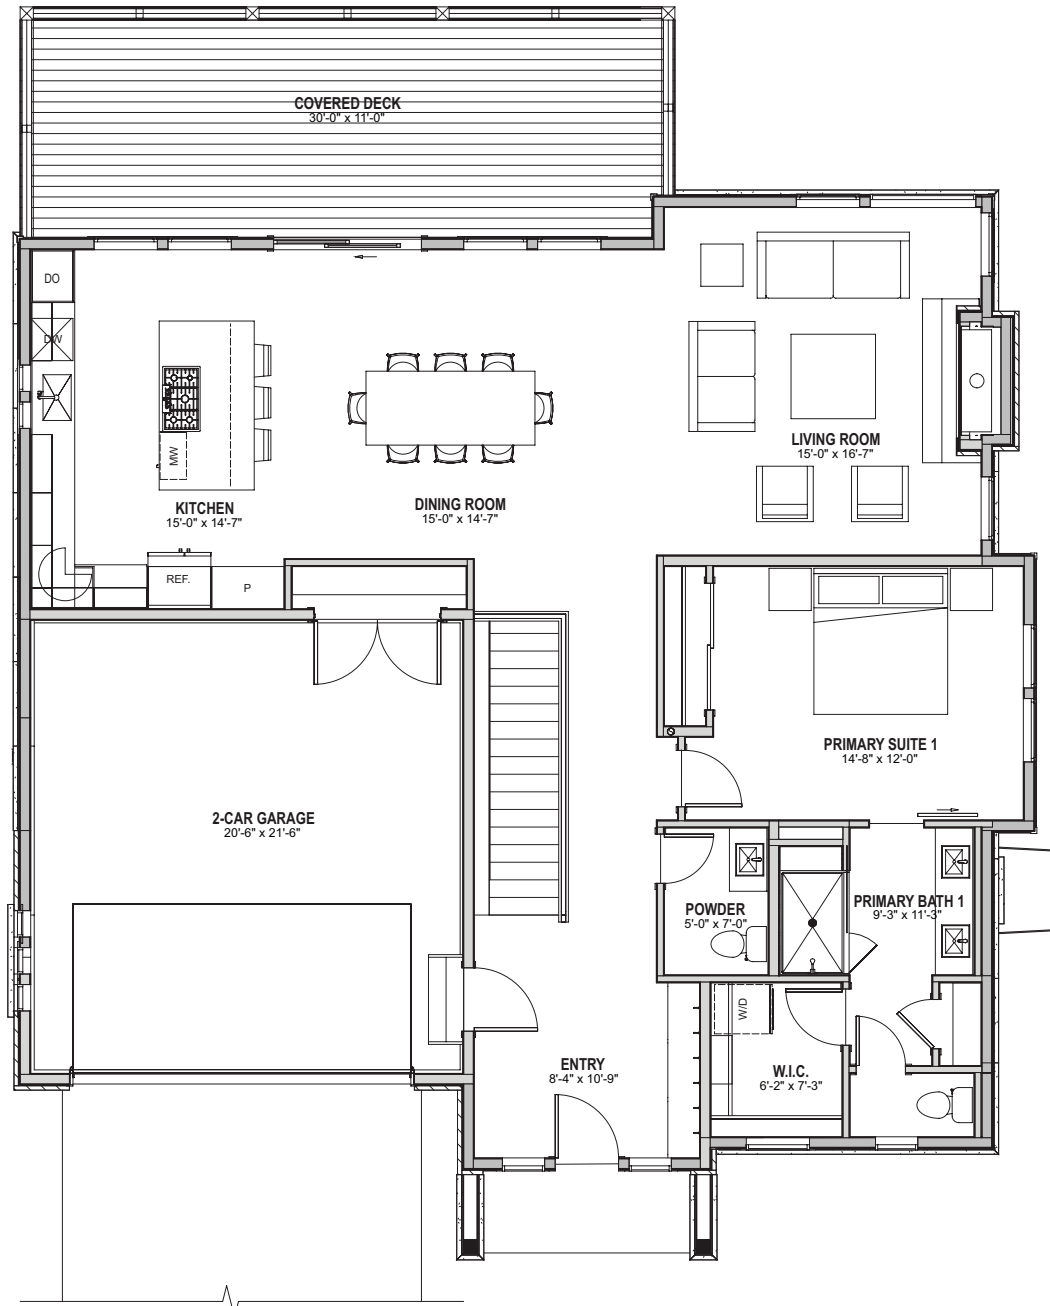 COVERED DECK
30'-0" x 11'-0"
DO
DW
MW
KITCHEN
15'-0" x 14'-7"
DINING ROOM
15'-0" x 14'-7"
LIVING ROOM
15'-0" x 16'-7"
REF.
P
PRIMARY SUITE 1
14'-8" x 12'-0"
2-CAR GARAGE
20'-6" x 21'-6"
POWDER
5'-0" x 7'-0"
PRIMARY BATH 1
9'-3" x 11'-3"
W/D
ENTRY
8'-4" x 10'-9"
W.I.C.
6'-2" x 7'-3"